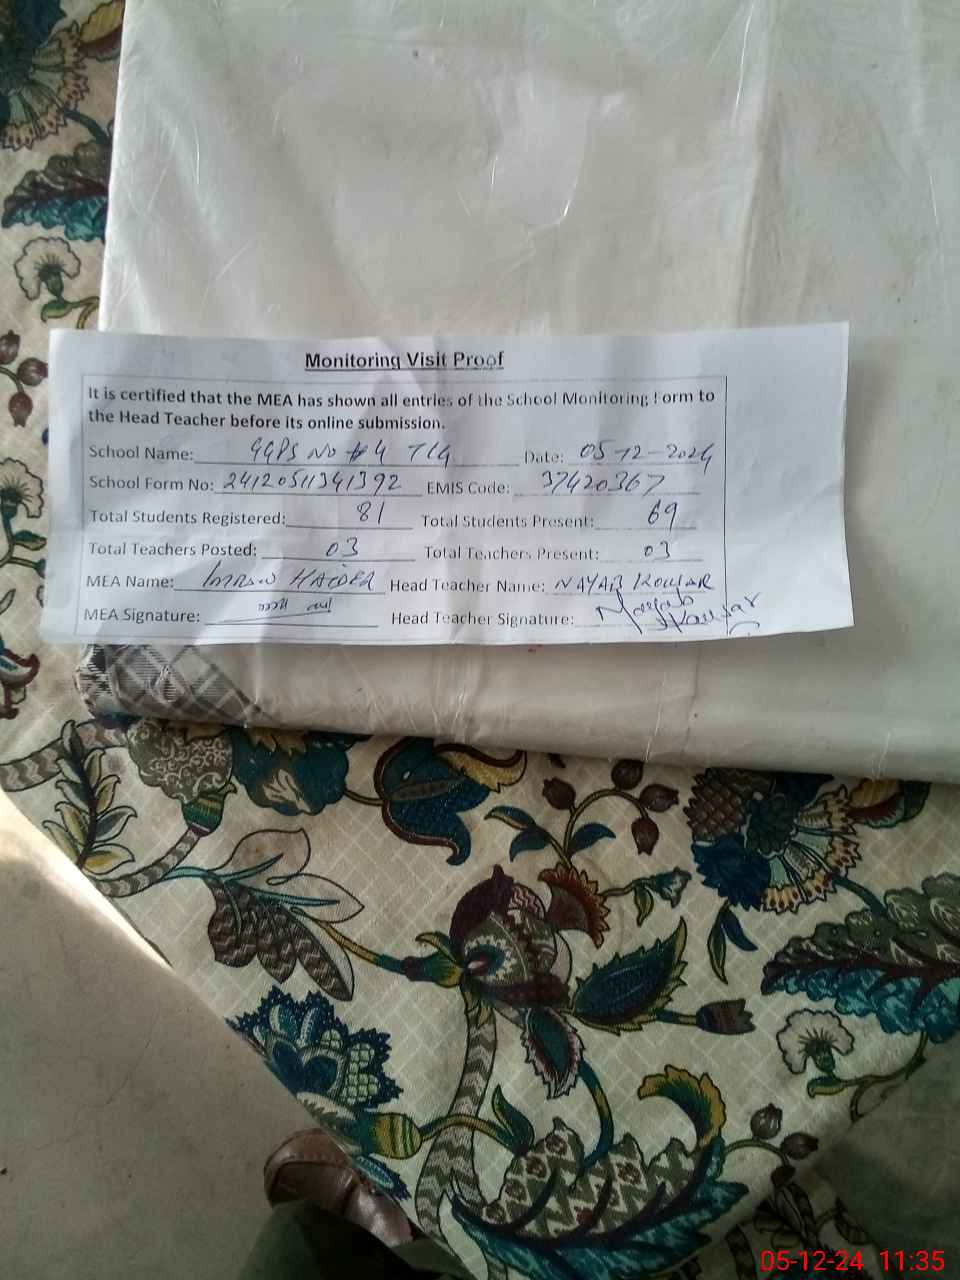 Monitoring Visit Proof
It is certified that the MEA has shown all entries of the School Monitoring Form to
the Head Teacher before its online submission.
School Name: GGPS No 4 TLG Date: 05-12-2024
School Form No: 24120511341392 EMIS Code: 37420367
Total Students Registered: 81 Total Students Present: 69
Total Teachers Posted: 03 Total Teachers Present: 03
MEA Name: IMRAN HAIDER Head Teacher Name: NAYAB KOUSAR
MEA Signature: Head Teacher Signature: Nayab
Kausar
05-12-24 11:35